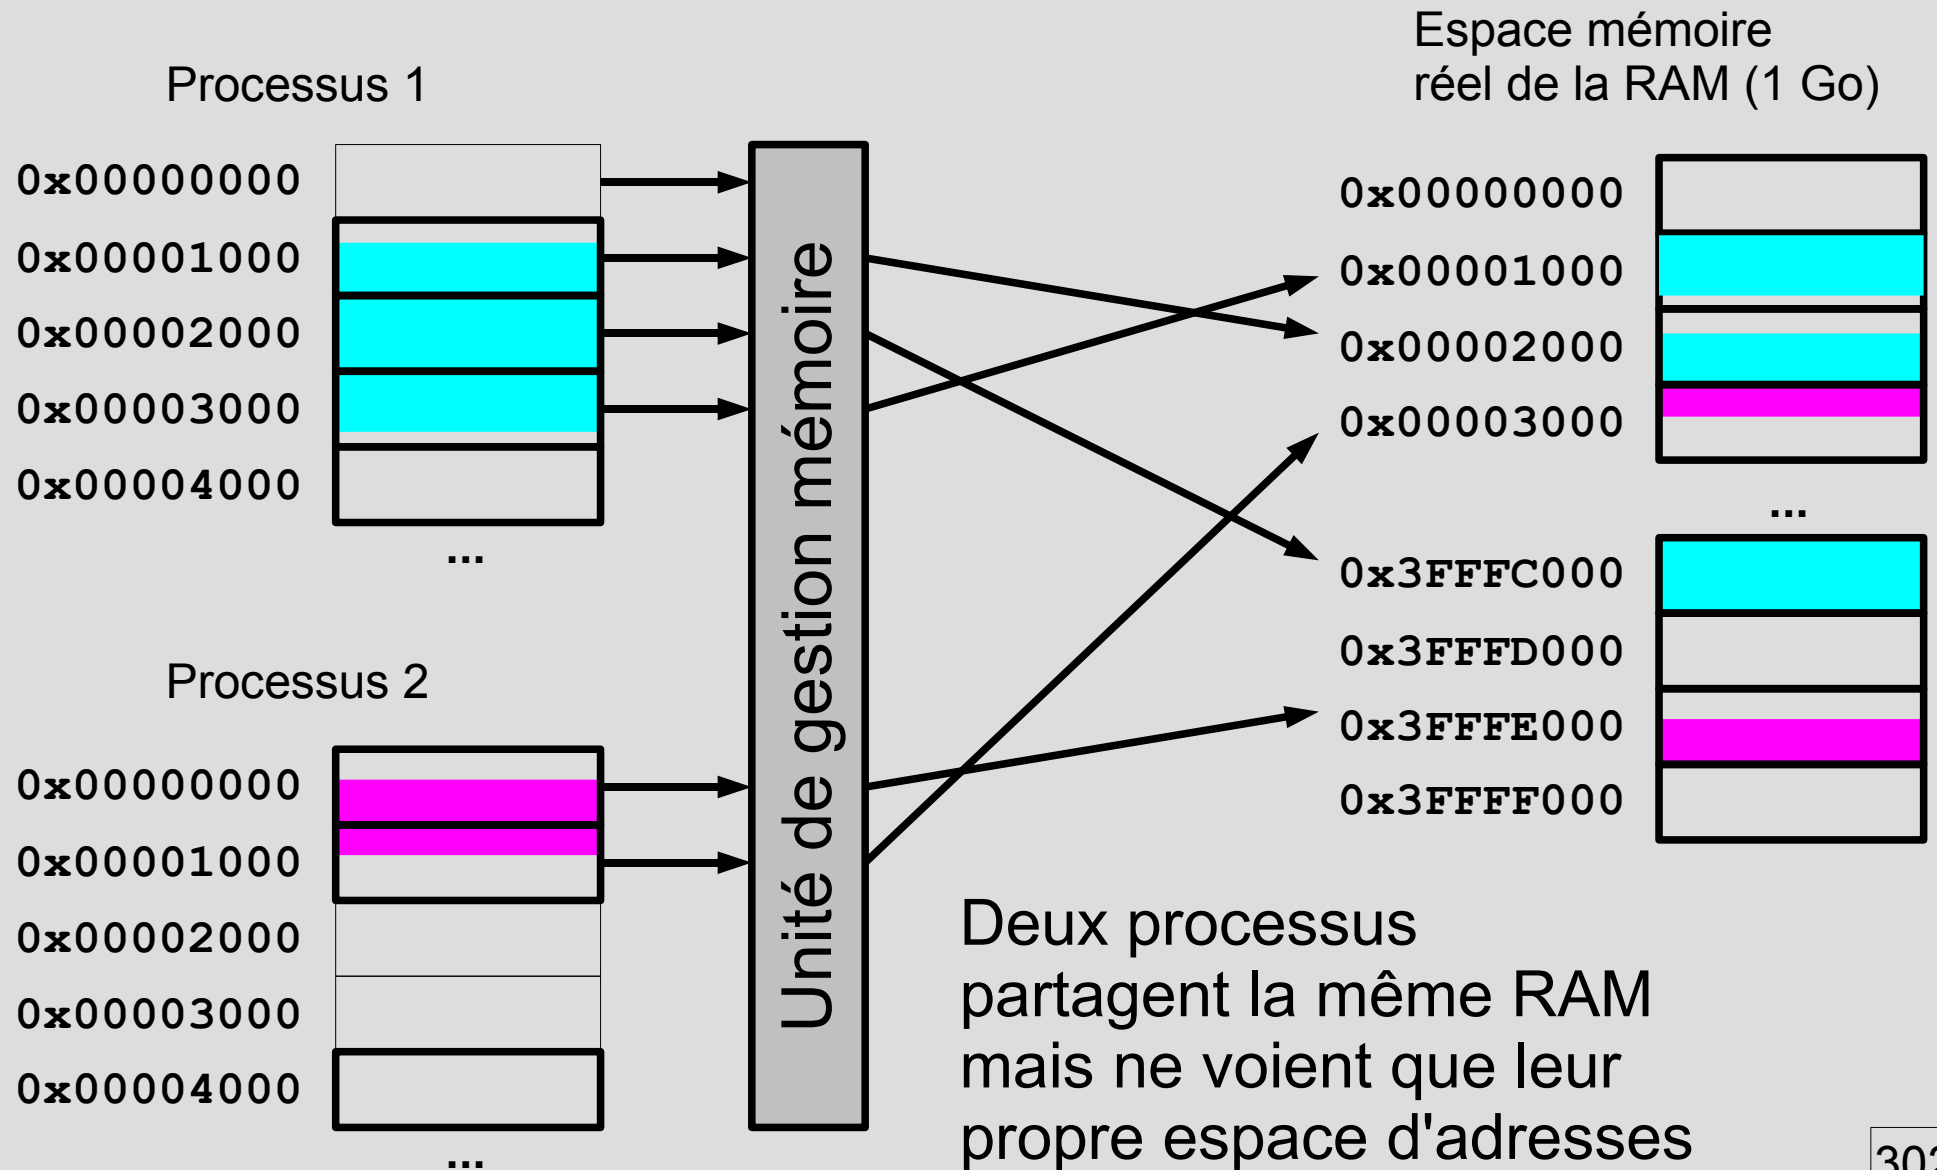 Espace mémoire
réel de la RAM (1 Go)
Processus 1
0x00000000
0x00001000
0x00002000
0x00003000
0x00004000
...
Processus 2
0x00000000
0x00001000
0x00002000
0x00003000
0x00004000
...
Unité de gestion mémoire
0x00000000
0x00001000
0x00002000
0x00003000
...
0x3FFFC000
0x3FFFD000
0x3FFFE000
0x3FFFF000
Deux processus
partagent la même RAM
mais ne voient que leur
propre espace d'adresses
302